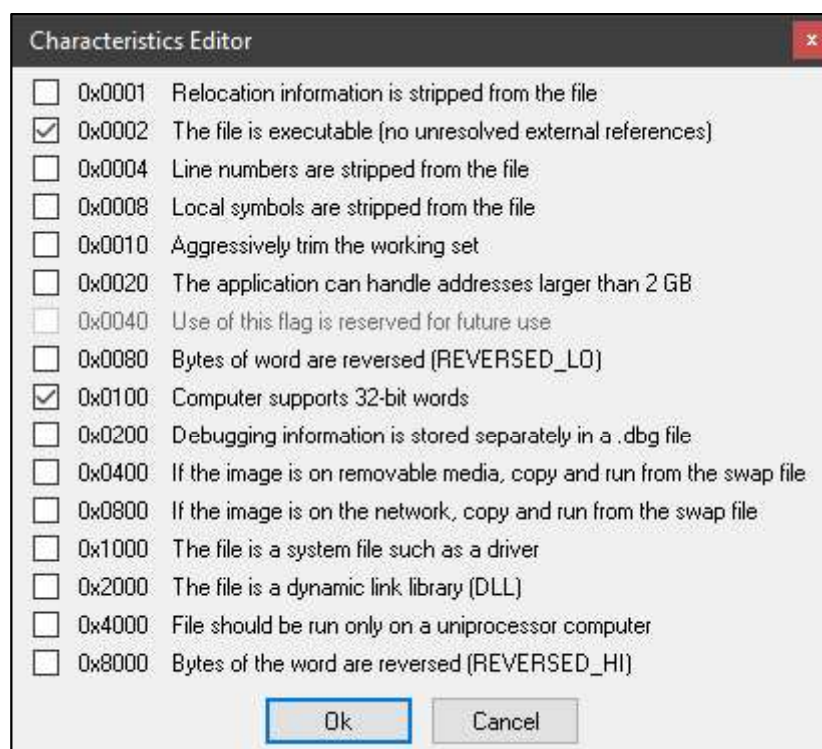 Characteristics Editor
x
0x0001 Relocation information is stripped from the file
0x0002 The file is executable (no unresolved external references)
0x0004 Line numbers are stripped from the file
0x0008 Local symbols are stripped from the file
0x0010 Aggressively trim the working set
0x0020 The application can handle addresses larger than 2 GB
0x0040 Use of this flag is reserved for future use
0x0080 Bytes of word are reversed (REVERSED_LO)
0x0100 Computer supports 32-bit words
0x0200 Debugging information is stored separately in a .dbg file
0x0400 If the image is on removable media, copy and run from the swap file
0x0800 If the image is on the network, copy and run from the swap file
0x1000 The file is a system file such as a driver
0x2000 The file is a dynamic link library (DLL)
0x4000 File should be run only on a uniprocessor computer
0x8000 Bytes of the word are reversed (REVERSED_HI)
Ok Cancel